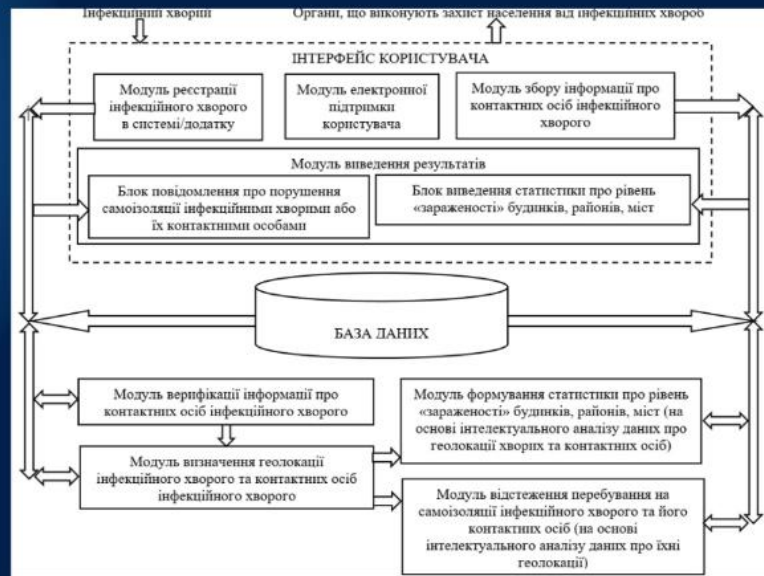 Інфекційний хворий
Органи, що виконують захист населення від інфекційних хвороб
ІНТЕРФЕЙС КОРИСТУВАЧА
Модуль реєстрації
інфекційного хворого
в системі/додатку
Модуль електронної
підтримки
користувача
Модуль збору інформації про
контактних осіб інфекційного
хворого
Модуль виведення результатів
Блок повідомлення про порушення
самоізоляції інфекційними хворими або
їх контактними особами
Блок виведення статистики про рівень
«зараженості» будинків, районів, міст
БАЗА ДАНИХ
Модуль верифікації інформації про
контактних осіб інфекційного хворого
Модуль визначення геолокації
інфекційного хворого та контактних осіб
інфекційного хворого
Модуль формування статистики про рівень
«зараженості» будинків, районів, міст (на
основі інтелектуального аналізу даних про
геолокації хворих та контактних осіб)
Модуль відстеження перебування на
самоізоляції інфекційного хворого та його
контактних осіб (на основі
інтелектуального аналізу даних про їхні
геолокації)